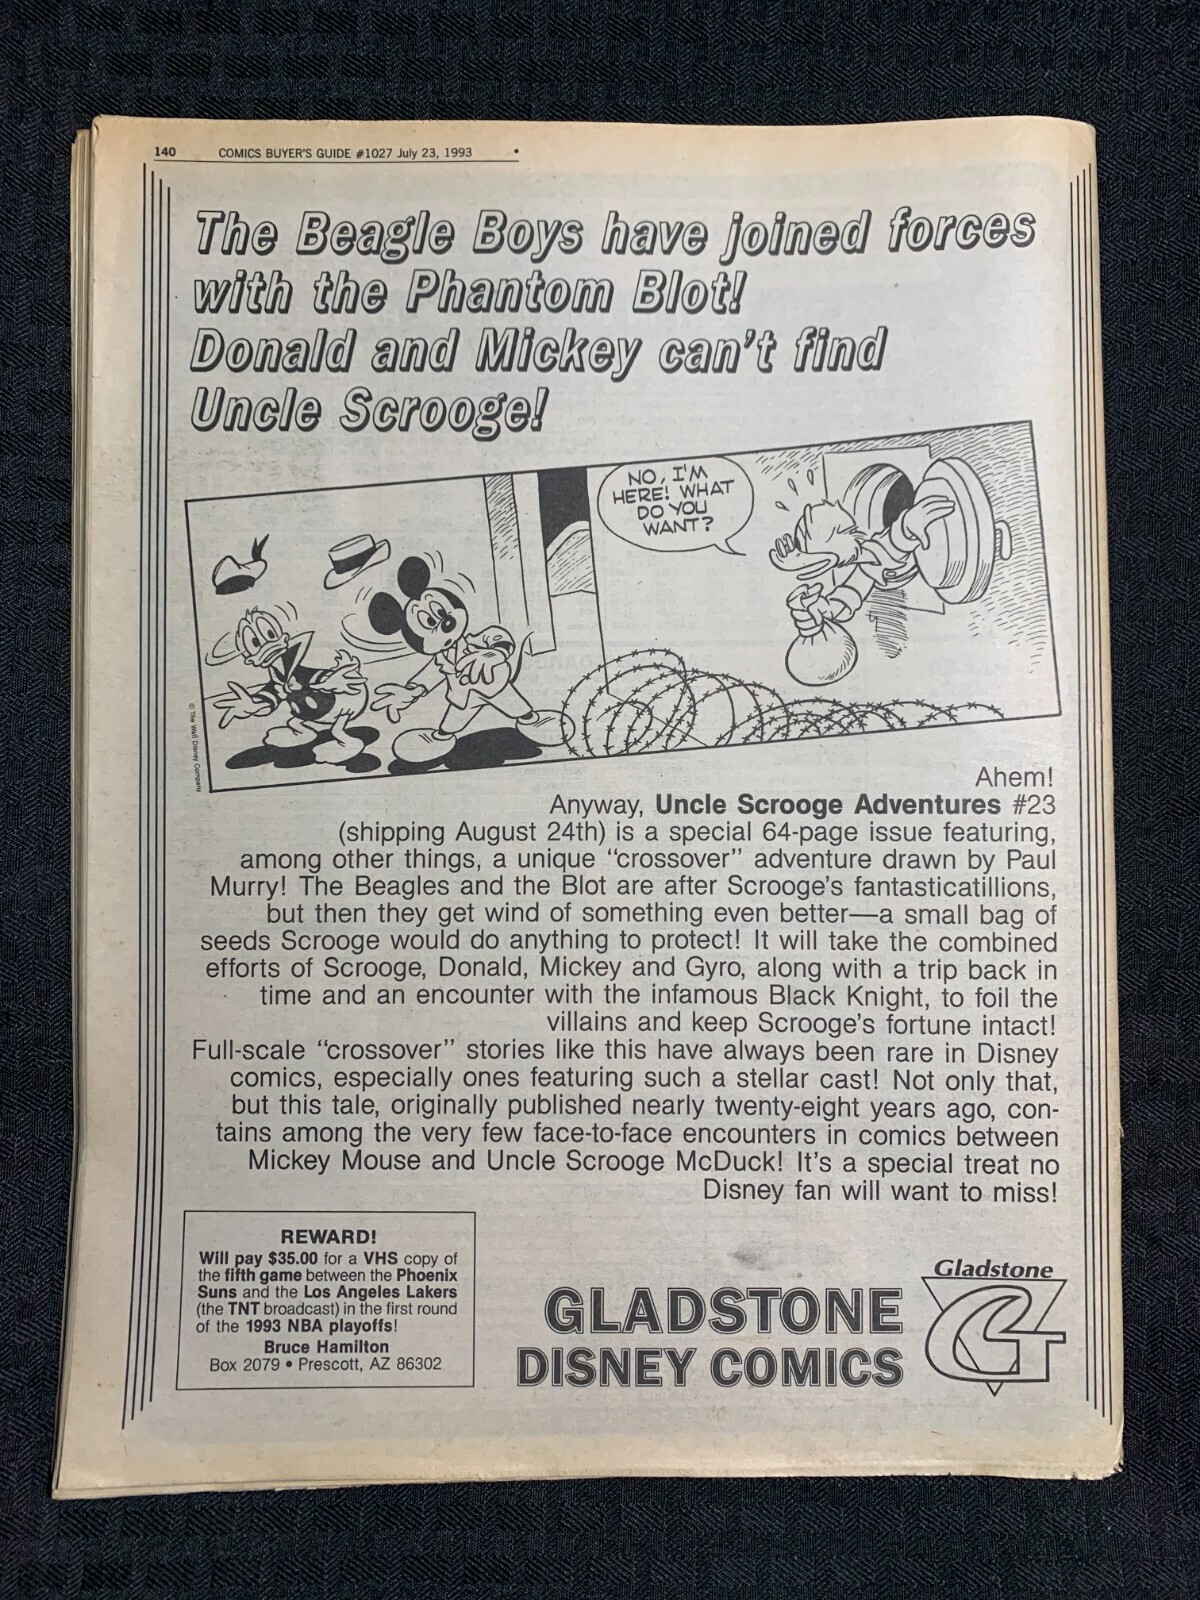 140 COMICS BUYER'S GUIDE #1027 July 23, 1993
The Beagle Boys have joined forces
with the Phantom Blot!
Donald and Mickey can't find
Uncle Scrooge!
NO, I'M
HERE! WHAT
DO YOU
WANT?
© The Walt Disney Company
Ahem!
Anyway, Uncle Scrooge Adventures #23
(shipping August 24th) is a special 64-page issue featuring,
among other things, a unique “crossover” adventure drawn by Paul
Murry! The Beagles and the Blot are after Scrooge's fantasticatillions,
but then they get wind of something even better—a small bag of
seeds Scrooge would do anything to protect! It will take the combined
efforts of Scrooge, Donald, Mickey and Gyro, along with a trip back in
time and an encounter with the infamous Black Knight, to foil the
villains and keep Scrooge's fortune intact!
Full-scale “crossover” stories like this have always been rare in Disney
comics, especially ones featuring such a stellar cast! Not only that,
but this tale, originally published nearly twenty-eight years ago, con-
tains among the very few face-to-face encounters in comics between
Mickey Mouse and Uncle Scrooge McDuck! It's a special treat no
Disney fan will want to miss!
REWARD!
Will pay $35.00 for a VHS copy of
the fifth game between the Phoenix
Suns and the Los Angeles Lakers
(the TNT broadcast) in the first round
of the 1993 NBA playoffs!
Bruce Hamilton
Box 2079 • Prescott, AZ 86302
GLADSTONE
DISNEY COMICS
Gladstone
G